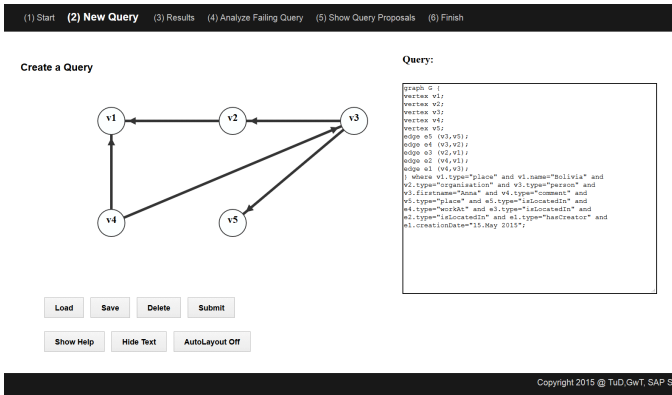 (1) Start (2) New Query (3) Results (4) Analyze Failing Query (5) Show Query Proposals (6) Finish
Create a Query
v1
v2
v3
v4
v5
Load Save Delete Submit
Show Help Hide Text AutoLayout Off
Query:
graph G {
vertex v1;
vertex v2;
vertex v3;
vertex v4;
vertex v5;
edge e5 (v3,v5);
edge e4 (v3,v2);
edge e3 (v2,v1);
edge e2 (v4,v1);
edge e1 (v4,v3);
} where v1.type="place" and v1.name="Bolivia" and
v2.type="organisation" and v3.type="person" and
v3.firstname="Anna" and v4.type="comment" and
v5.type="place" and e5.type="isLocatedIn" and
e4.type="workAt" and e3.type="isLocatedIn" and
e2.type="isLocatedIn" and e1.type="hasCreator" and
e1.creationDate="15.May 2015";
Copyright 2015 @ TuD,GwT, SAP S